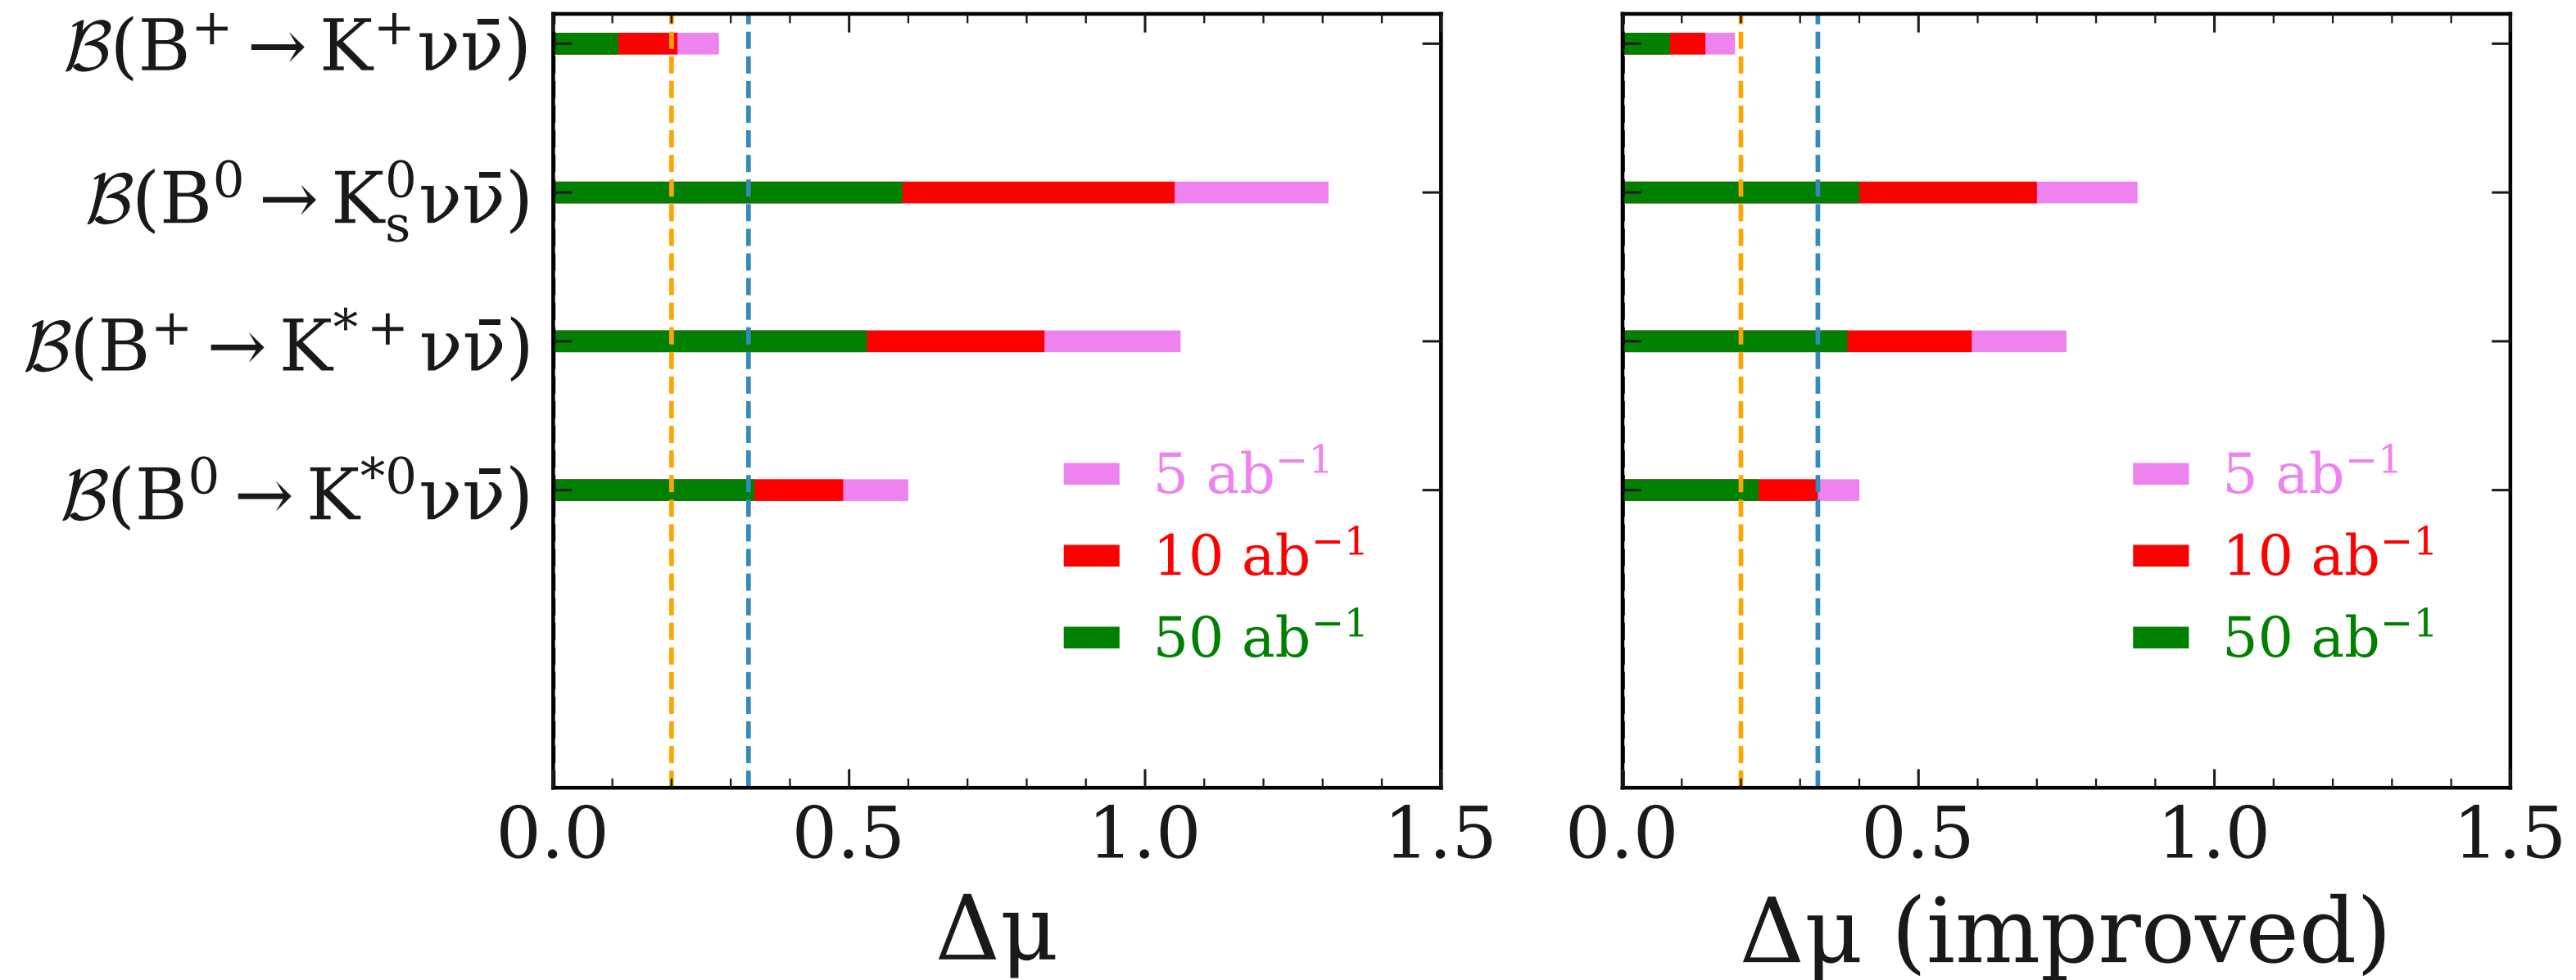 ℬ(B⁺ → K⁺νν̄)
ℬ(B⁰ → K⁰ₛνν̄)
ℬ(B⁺ → K*⁺νν̄)
ℬ(B⁰ → K*⁰νν̄)
5 ab⁻¹
10 ab⁻¹
50 ab⁻¹
0.0 0.5 1.0 1.5
Δμ
5 ab⁻¹
10 ab⁻¹
50 ab⁻¹
0.0 0.5 1.0 1.5
Δμ (improved)